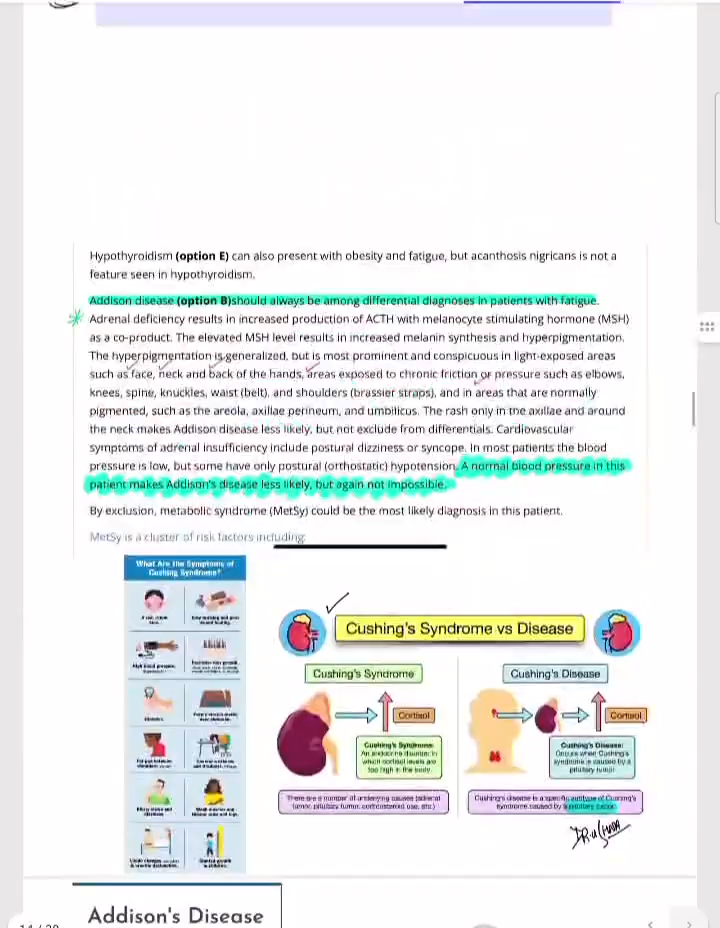 Hypothyroidism (option E) can also present with obesity and fatigue, but acanthosis nigricans is not a
feature seen in hypothyroidism.
Addison disease (option B)should always be among differential diagnoses in patients with fatigue.
Adrenal deficiency results in increased production of ACTH with melanocyte stimulating hormone (MSH)
as a co-product. The elevated MSH level results in increased melanin synthesis and hyperpigmentation.
The hyperpigmentation is generalized, but is most prominent and conspicuous in light-exposed areas
such as face, neck and back of the hands, areas exposed to chronic friction or pressure such as elbows,
knees, spine, knuckles, waist (belt), and shoulders (brassier straps), and in areas that are normally
pigmented, such as the areola, axillae perineum, and umbilicus. The rash only in the axillae and around
the neck makes Addison disease less likely, but not exclude from differentials. Cardiovascular
symptoms of adrenal insufficiency include postural dizziness or syncope. In most patients the blood
pressure is low, but some have only postural (orthostatic) hypotension. A normal blood pressure in this
patient makes Addison's disease less likely, but again not impossible.
By exclusion, metabolic syndrome (MetSy) could be the most likely diagnosis in this patient.
MetSy is a cluster of risk factors including:
What Are the Symptoms of
Cushing Syndrome?
High blood pressure
Cushing's Syndrome vs Disease
Cushing's Syndrome
Cortisol
Cushing's Syndrome:
An endocrine disorder in
which cortisol levels are
too high in the body.
There are a number of underlying causes (adrenal
tumor, pituitary tumor, corticosteroid use, etc.)
Cushing's Disease
Cortisol
Cushing's Disease:
Occurs when Cushing's
syndrome is caused by a
pituitary tumor
Cushing's disease is a specific subtype of Cushing's
syndrome caused by a pituitary tumor.
Addison's Disease